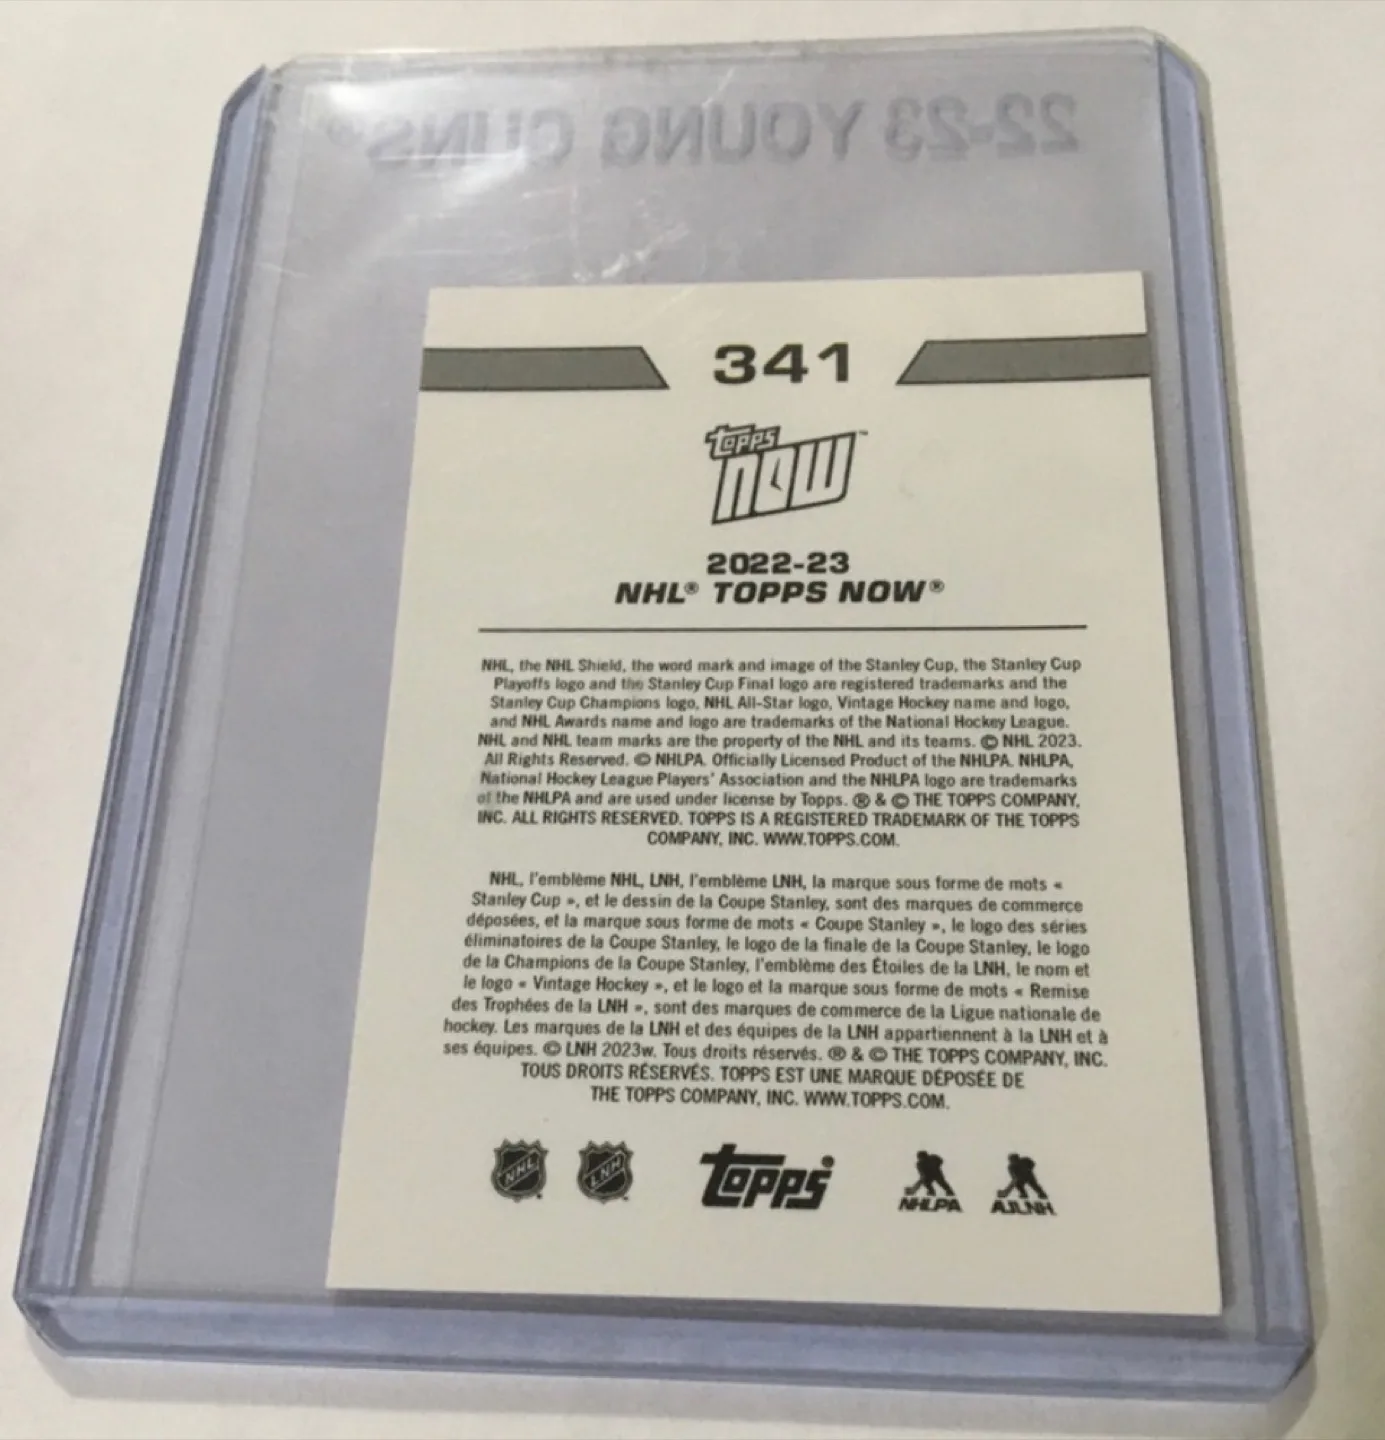 22-23 YOUNG GUNS®
341
topps
now™
2022-23
NHL® TOPPS NOW®
NHL, the NHL Shield, the word mark and image of the Stanley Cup, the Stanley Cup
Playoffs logo and the Stanley Cup Final logo are registered trademarks and the
Stanley Cup Champions logo, NHL All-Star logo, Vintage Hockey name and logo,
and NHL Awards name and logo are trademarks of the National Hockey League.
NHL and NHL team marks are the property of the NHL and its teams. © NHL 2023.
All Rights Reserved. © NHLPA. Officially Licensed Product of the NHLPA. NHLPA,
National Hockey League Players' Association and the NHLPA logo are trademarks
of the NHLPA and are used under license by Topps. ® & © THE TOPPS COMPANY,
INC. ALL RIGHTS RESERVED. TOPPS IS A REGISTERED TRADEMARK OF THE TOPPS
COMPANY, INC. WWW.TOPPS.COM.
NHL, l'emblème NHL, LNH, l'emblème LNH, la marque sous forme de mots «
Stanley Cup », et le dessin de la Coupe Stanley, sont des marques de commerce
déposées, et la marque sous forme de mots « Coupe Stanley », le logo des séries
éliminatoires de la Coupe Stanley, le logo de la finale de la Coupe Stanley, le logo
de la Champions de la Coupe Stanley, l'emblème des Étoiles de la LNH, le nom et
le logo « Vintage Hockey », et le logo et la marque sous forme de mots « Remise
des Trophées de la LNH », sont des marques de commerce de la Ligue nationale de
hockey. Les marques de la LNH et des équipes de la LNH appartiennent à la LNH et à
ses équipes. © LNH 2023w. Tous droits réservés. ® & © THE TOPPS COMPANY, INC.
TOUS DROITS RÉSERVÉS. TOPPS EST UNE MARQUE DÉPOSÉE DE
THE TOPPS COMPANY, INC. WWW.TOPPS.COM.
NHL LNH topps NHLPA AJLNH